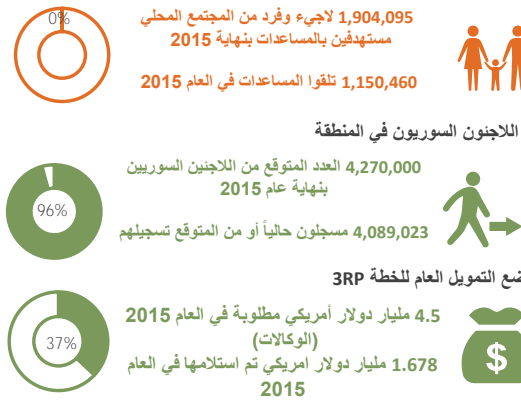 0%
1,904,095 لاجيء وفرد من المجتمع المحلي
مستهدفين بالمساعدات بنهاية 2015
1,150,460 تلقوا المساعدات في العام 2015
اللاجئون السوريون في المنطقة
96%
4,270,000 العدد المتوقع من اللاجئين السوريين
بنهاية عام 2015
4,089,023 مسجلون حالياً أو من المتوقع تسجيلهم
ضع التمويل العام للخطة 3RP
37%
4.5 مليار دولار أمريكي مطلوبة في العام 2015
(الوكالات)
1.678 مليار دولار امريكي تم استلامها في العام
2015
$